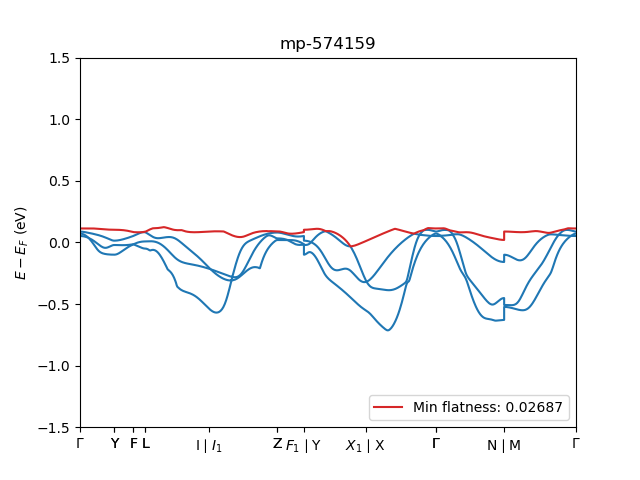 mp-574159
E − E_F (eV)
1.5
1.0
0.5
0.0
−0.5
−1.0
−1.5
Min flatness: 0.02687
Γ Y F L I | I₁ Z F₁ | Y X₁ | X Γ N | M Γ